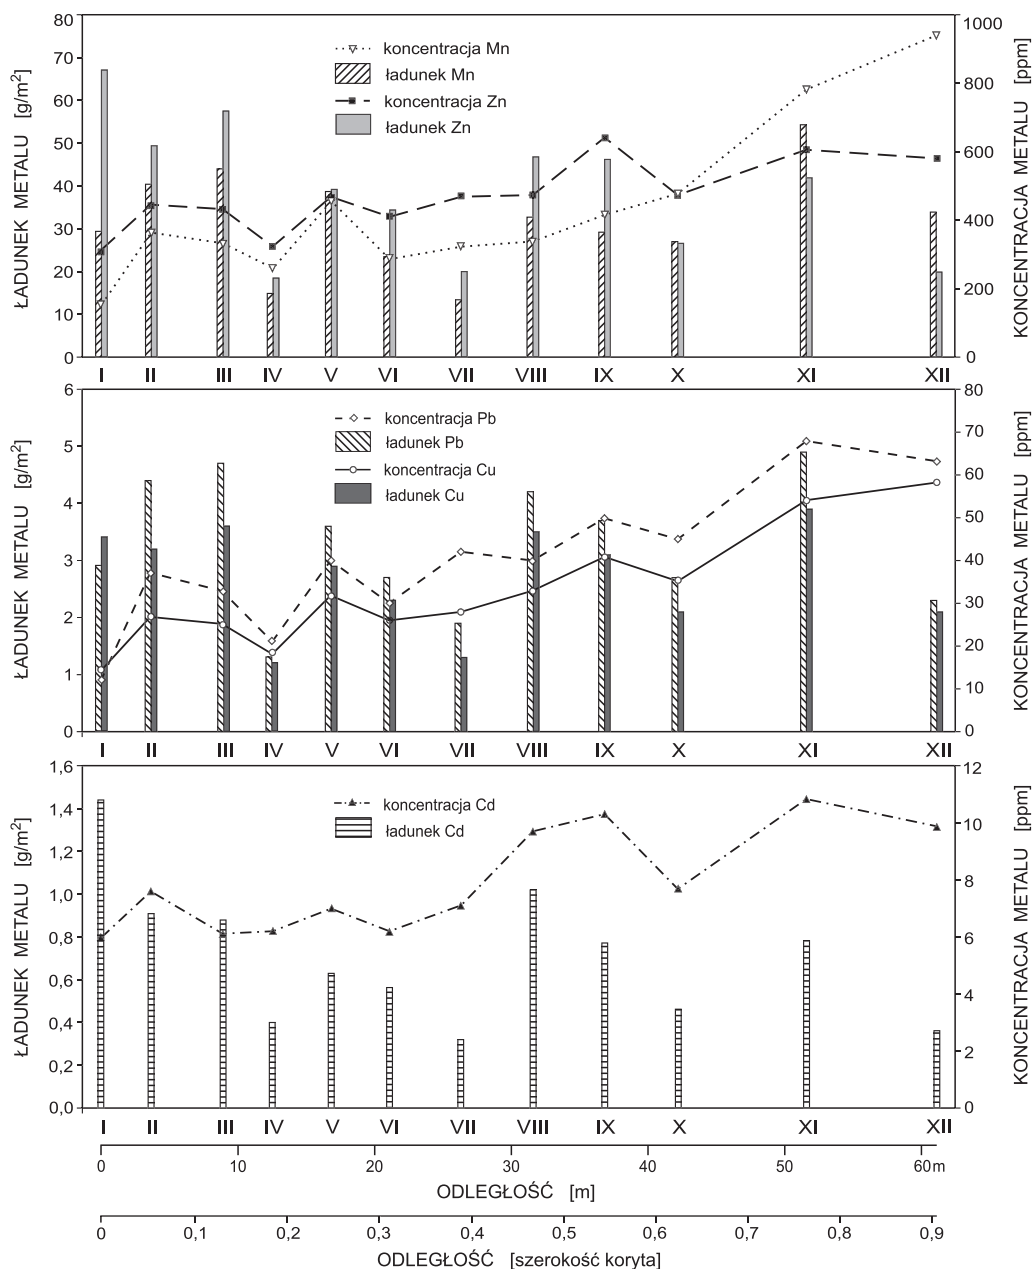 80
70
60
50
40
30
20
10
0
ŁADUNEK METALU [g/m²]
koncentracja Mn
ładunek Mn
koncentracja Zn
ładunek Zn
1000
800
600
400
200
0
KONCENTRACJA METALU [ppm]
I II III IV V VI VII VIII IX X XI XII
6
5
4
3
2
1
0
ŁADUNEK METALU [g/m²]
koncentracja Pb
ładunek Pb
koncentracja Cu
ładunek Cu
80
70
60
50
40
30
20
10
0
KONCENTRACJA METALU [ppm]
I II III IV V VI VII VIII IX X XI XII
1,6
1,4
1,2
1,0
0,8
0,6
0,4
0,2
0,0
ŁADUNEK METALU [g/m²]
koncentracja Cd
ładunek Cd
12
10
8
6
4
2
0
KONCENTRACJA METALU [ppm]
I II III IV V VI VII VIII IX X XI XII
0 10 20 30 40 50 60 m
ODLEGŁOŚĆ [m]
0 0,1 0,2 0,3 0,4 0,5 0,6 0,7 0,8 0,9
ODLEGŁOŚĆ [szerokość koryta]